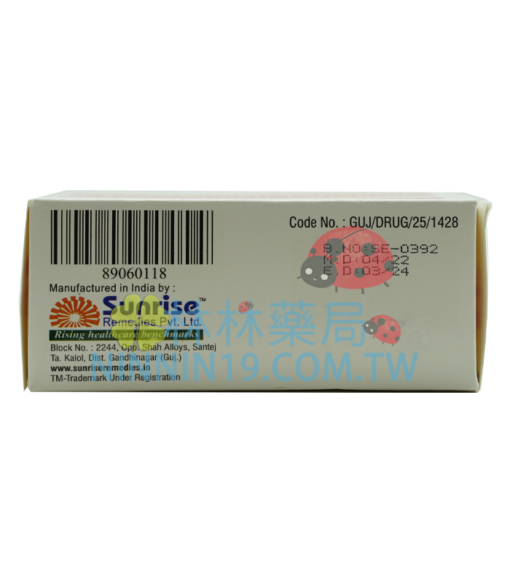 Code No. : GUJ/DRUG/25/1428
B.NO:SE-0392
M.D:04/22
E.D:03/24
89060118
Manufactured in India by :
Sunrise™
Remedies Pvt. Ltd.
Rising healthcare benchmarks
Block No. : 2244, Opp. Shah Alloys, Santej
Ta. Kalol, Dist. Gandhinagar (Guj.)
www.sunriseremedies.in
TM-Trademark Under Registration
林藥局
19.COM.TW